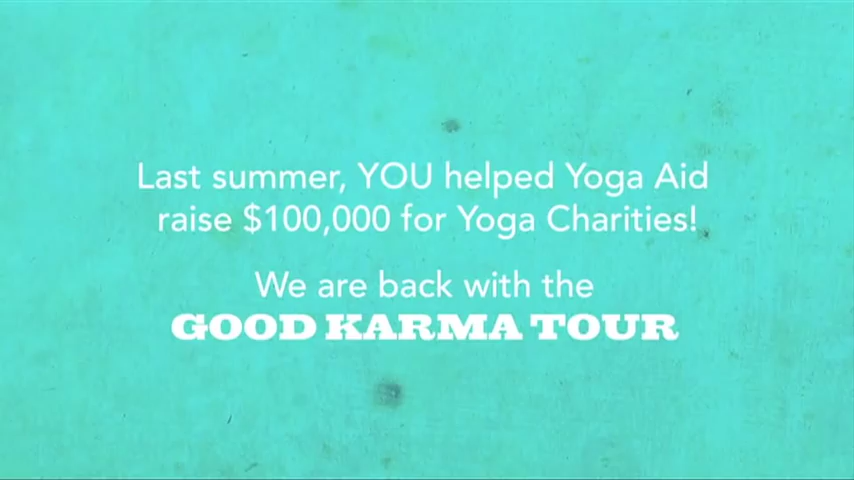 Last summer, YOU helped Yoga Aid
raise $100,000 for Yoga Charities!
We are back with the
GOOD KARMA TOUR